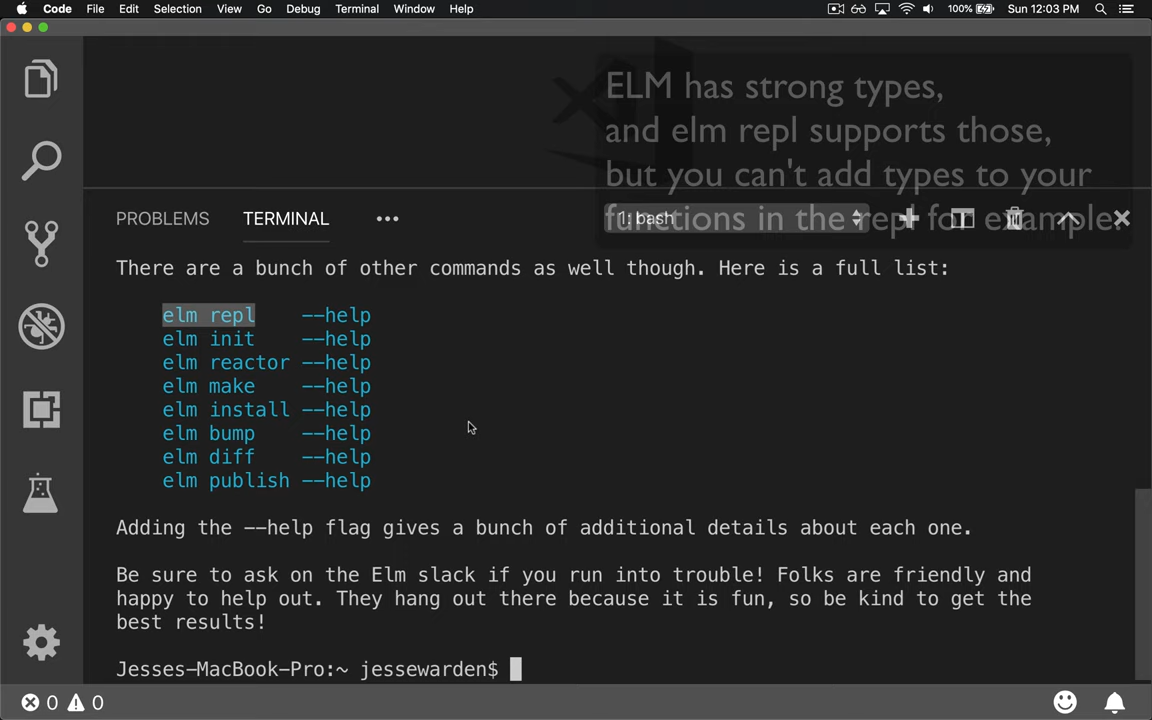 Code File Edit Selection View Go Debug Terminal Window Help 100% Sun 12:03 PM
ELM has strong types,
and elm repl supports those,
but you can't add types to your
functions in the repl for example.
PROBLEMS TERMINAL ••• 1: bash
There are a bunch of other commands as well though. Here is a full list:
elm repl --help
elm init --help
elm reactor --help
elm make --help
elm install --help
elm bump --help
elm diff --help
elm publish --help
Adding the --help flag gives a bunch of additional details about each one.
Be sure to ask on the Elm slack if you run into trouble! Folks are friendly and
happy to help out. They hang out there because it is fun, so be kind to get the
best results!
Jesses-MacBook-Pro:~ jessewarden$
0 0